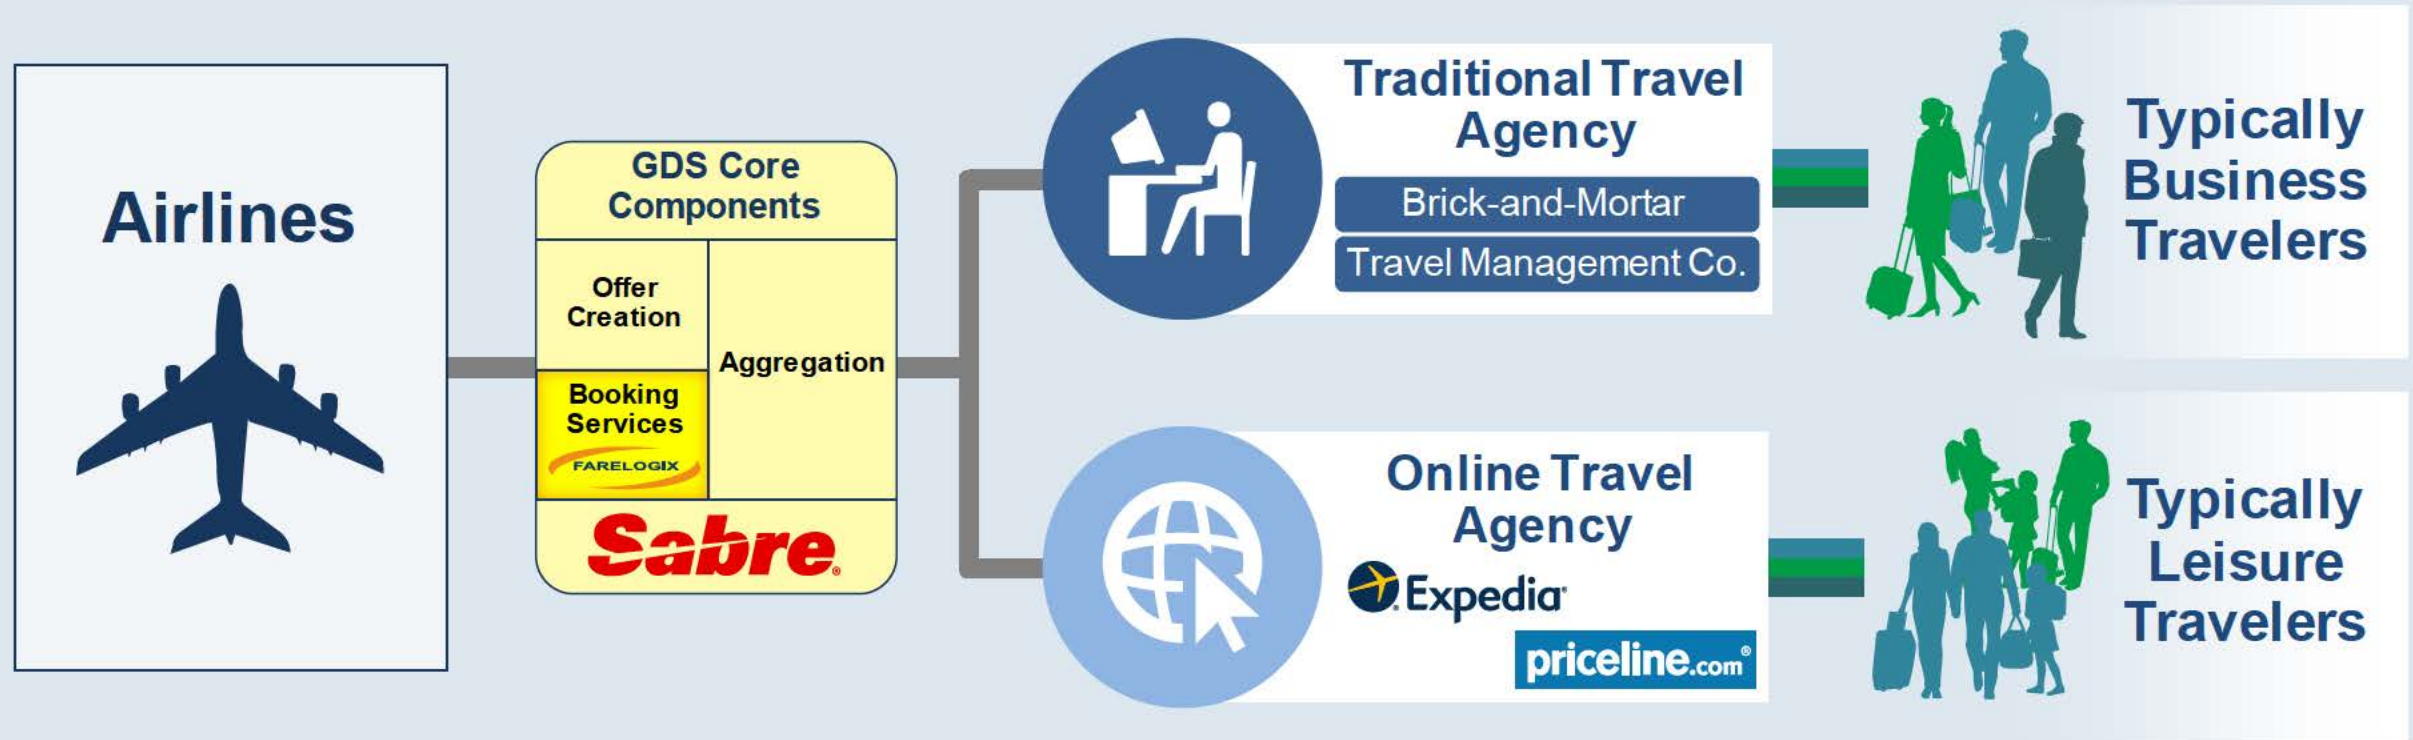 Airlines
GDS Core
Components
Offer
Creation
Aggregation
Booking
Services
FARELOGIX
Sabre®
Traditional Travel
Agency
Brick-and-Mortar
Travel Management Co.
Typically
Business
Travelers
Online Travel
Agency
Expedia®
priceline.com®
Typically
Leisure
Travelers